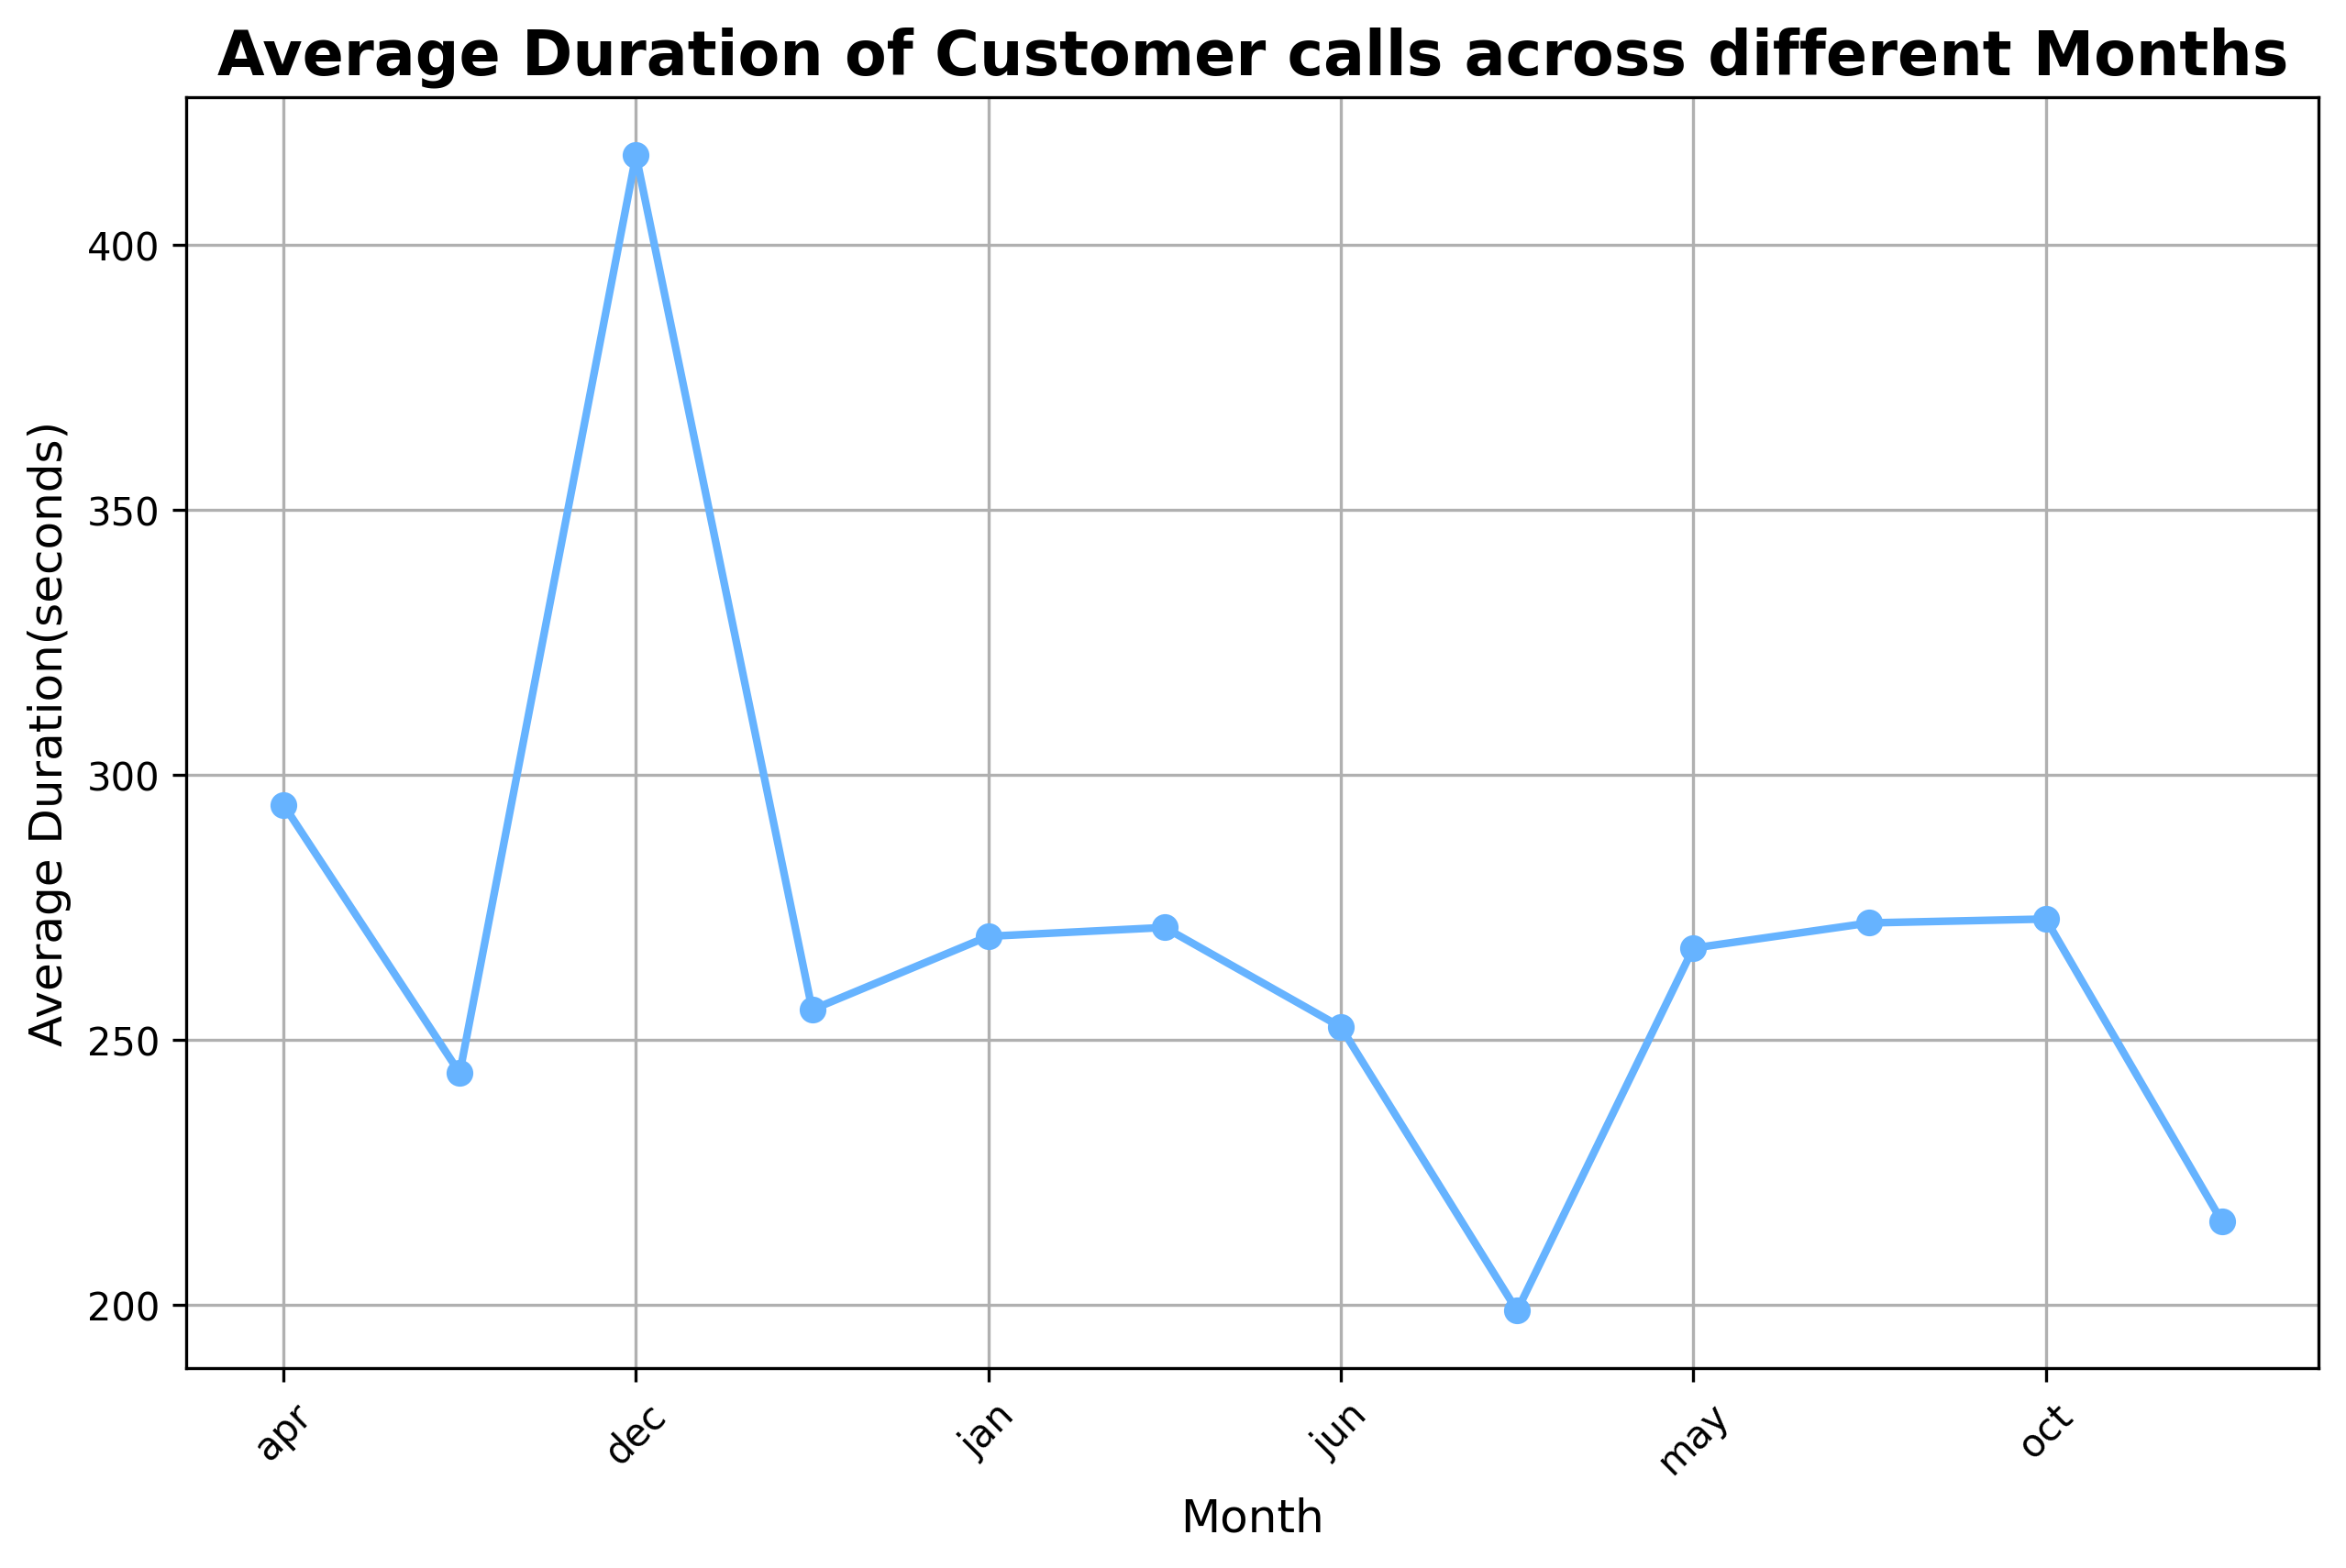 Average Duration of Customer calls across different Months
Average Duration(seconds)
400
350
300
250
200
apr
dec
jan
jun
may
oct
Month